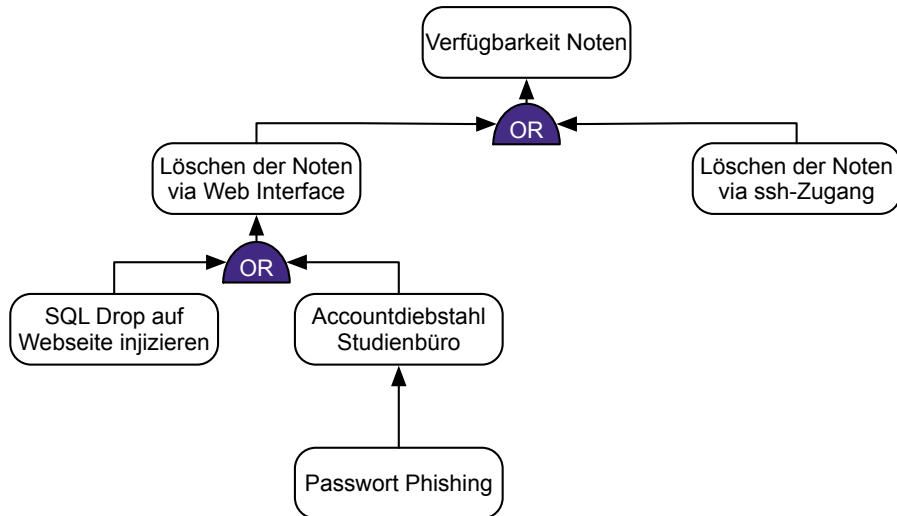 Verfügbarkeit Noten
OR
Löschen der Noten
via Web Interface
Löschen der Noten
via ssh-Zugang
OR
SQL Drop auf
Webseite injizieren
Accountdiebstahl
Studienbüro
Passwort Phishing